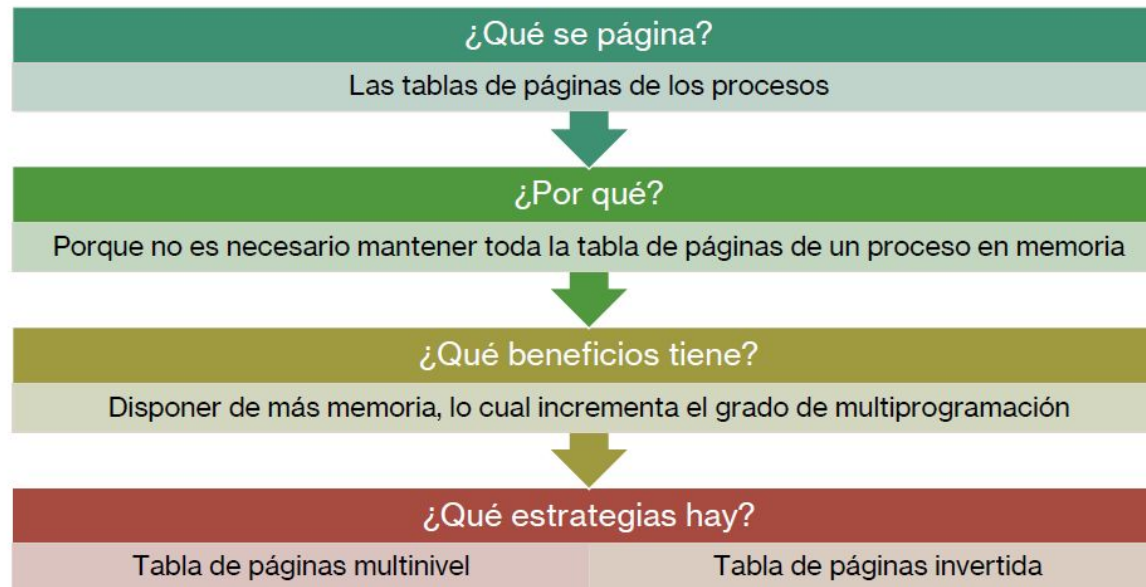 ¿Qué se página?
Las tablas de páginas de los procesos
¿Por qué?
Porque no es necesario mantener toda la tabla de páginas de un proceso en memoria
¿Qué beneficios tiene?
Disponer de más memoria, lo cual incrementa el grado de multiprogramación
¿Qué estrategias hay?
Tabla de páginas multinivel
Tabla de páginas invertida